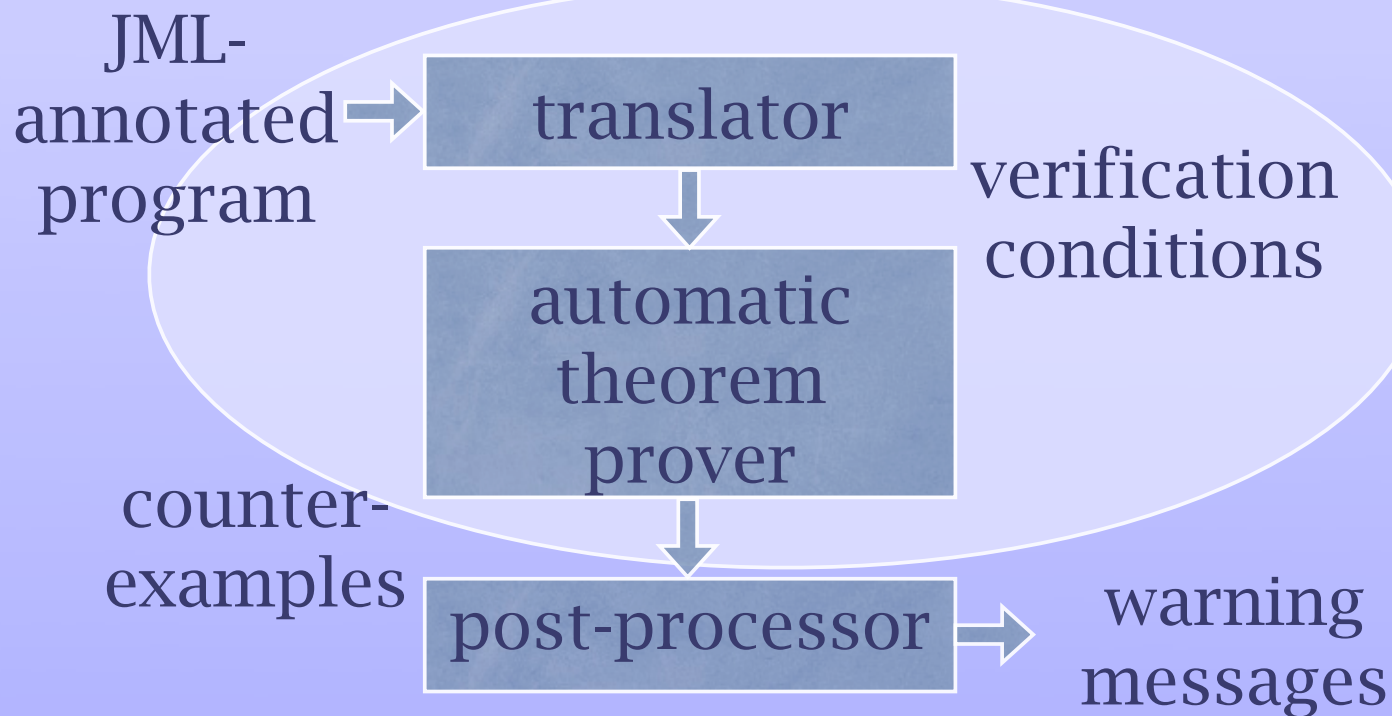 JML-
annotated
program
translator
verification
conditions
automatic
theorem
prover
counter-
examples
post-processor
warning
messages